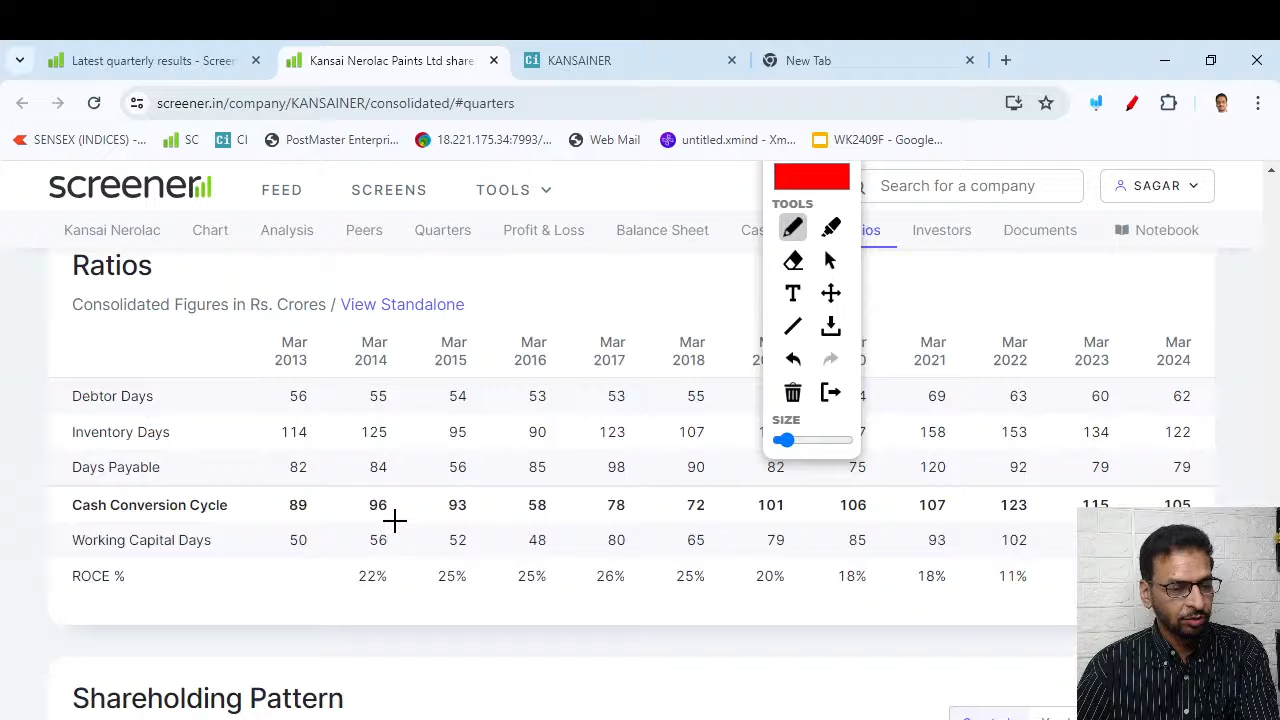 Latest quarterly results - Screer
Kansai Nerolac Paints Ltd share
KANSAINER
New Tab
screener.in/company/KANSAINER/consolidated/#quarters
SENSEX (INDICES) -...
SC
CI
PostMaster Enterpri...
18.221.175.34:7993/...
Web Mail
untitled.xmind - Xm...
WK2409F - Google...
screener
FEED
SCREENS
TOOLS
Search for a company
SAGAR
Kansai Nerolac
Chart
Analysis
Peers
Quarters
Profit & Loss
Balance Sheet
Investors
Documents
Notebook
TOOLS
SIZE
Ratios
Consolidated Figures in Rs. Crores / View Standalone
Mar 2013 Mar 2014 Mar 2015 Mar 2016 Mar 2017 Mar 2018 Mar 2021 Mar 2022 Mar 2023 Mar 2024
Debtor Days 56 55 54 53 53 55 69 63 60 62
Inventory Days 114 125 95 90 123 107 158 153 134 122
Days Payable 82 84 56 85 98 90 82 75 120 92 79 79
Cash Conversion Cycle 89 96 93 58 78 72 101 106 107 123 115 105
Working Capital Days 50 56 52 48 80 65 79 85 93 102
ROCE % 22% 25% 25% 26% 25% 20% 18% 18% 11%
Shareholding Pattern